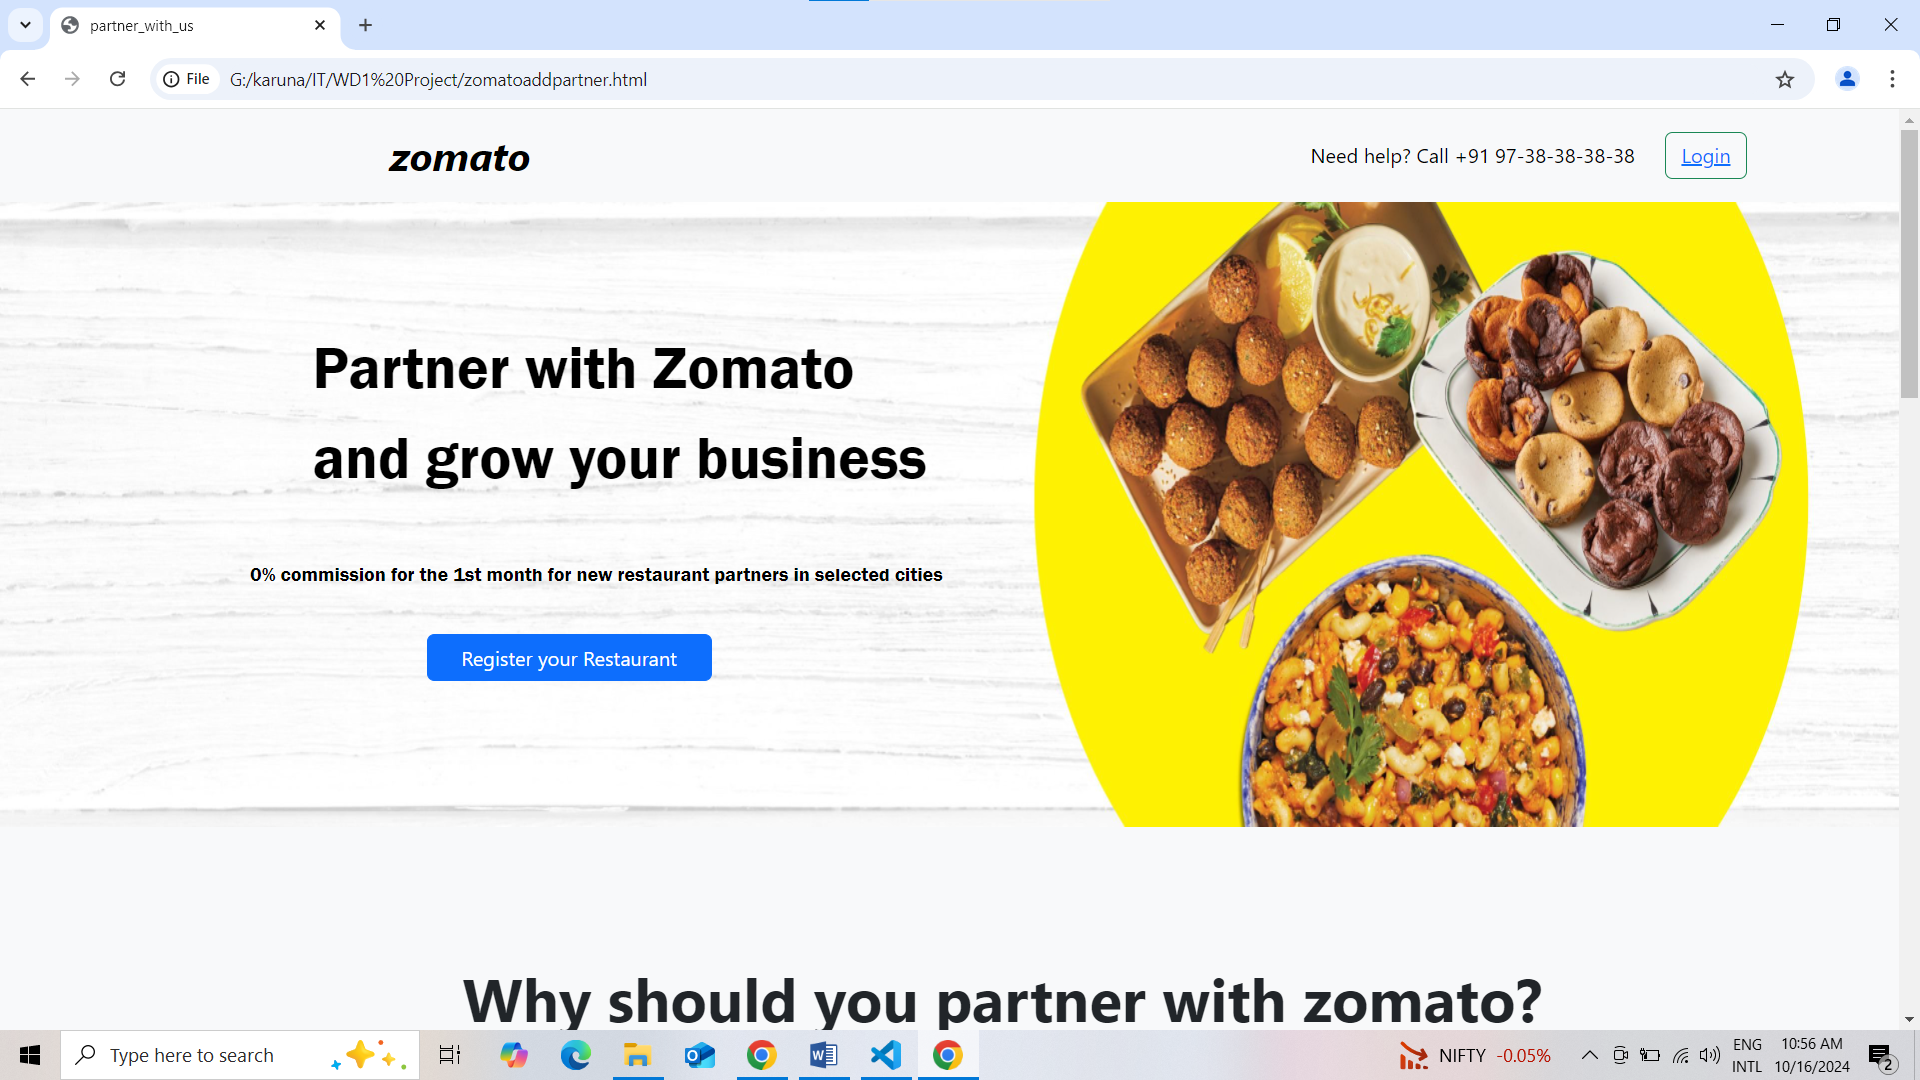 partner_with_us
File
G:/karuna/IT/WD1%20Project/zomatoaddpartner.html
zomato
Need help? Call +91 97-38-38-38-38
Login
Partner with Zomato
and grow your business
0% commission for the 1st month for new restaurant partners in selected cities
Register your Restaurant
Why should you partner with zomato?
Type here to search
NIFTY -0.05%
ENG
INTL
10:56 AM
10/16/2024
2